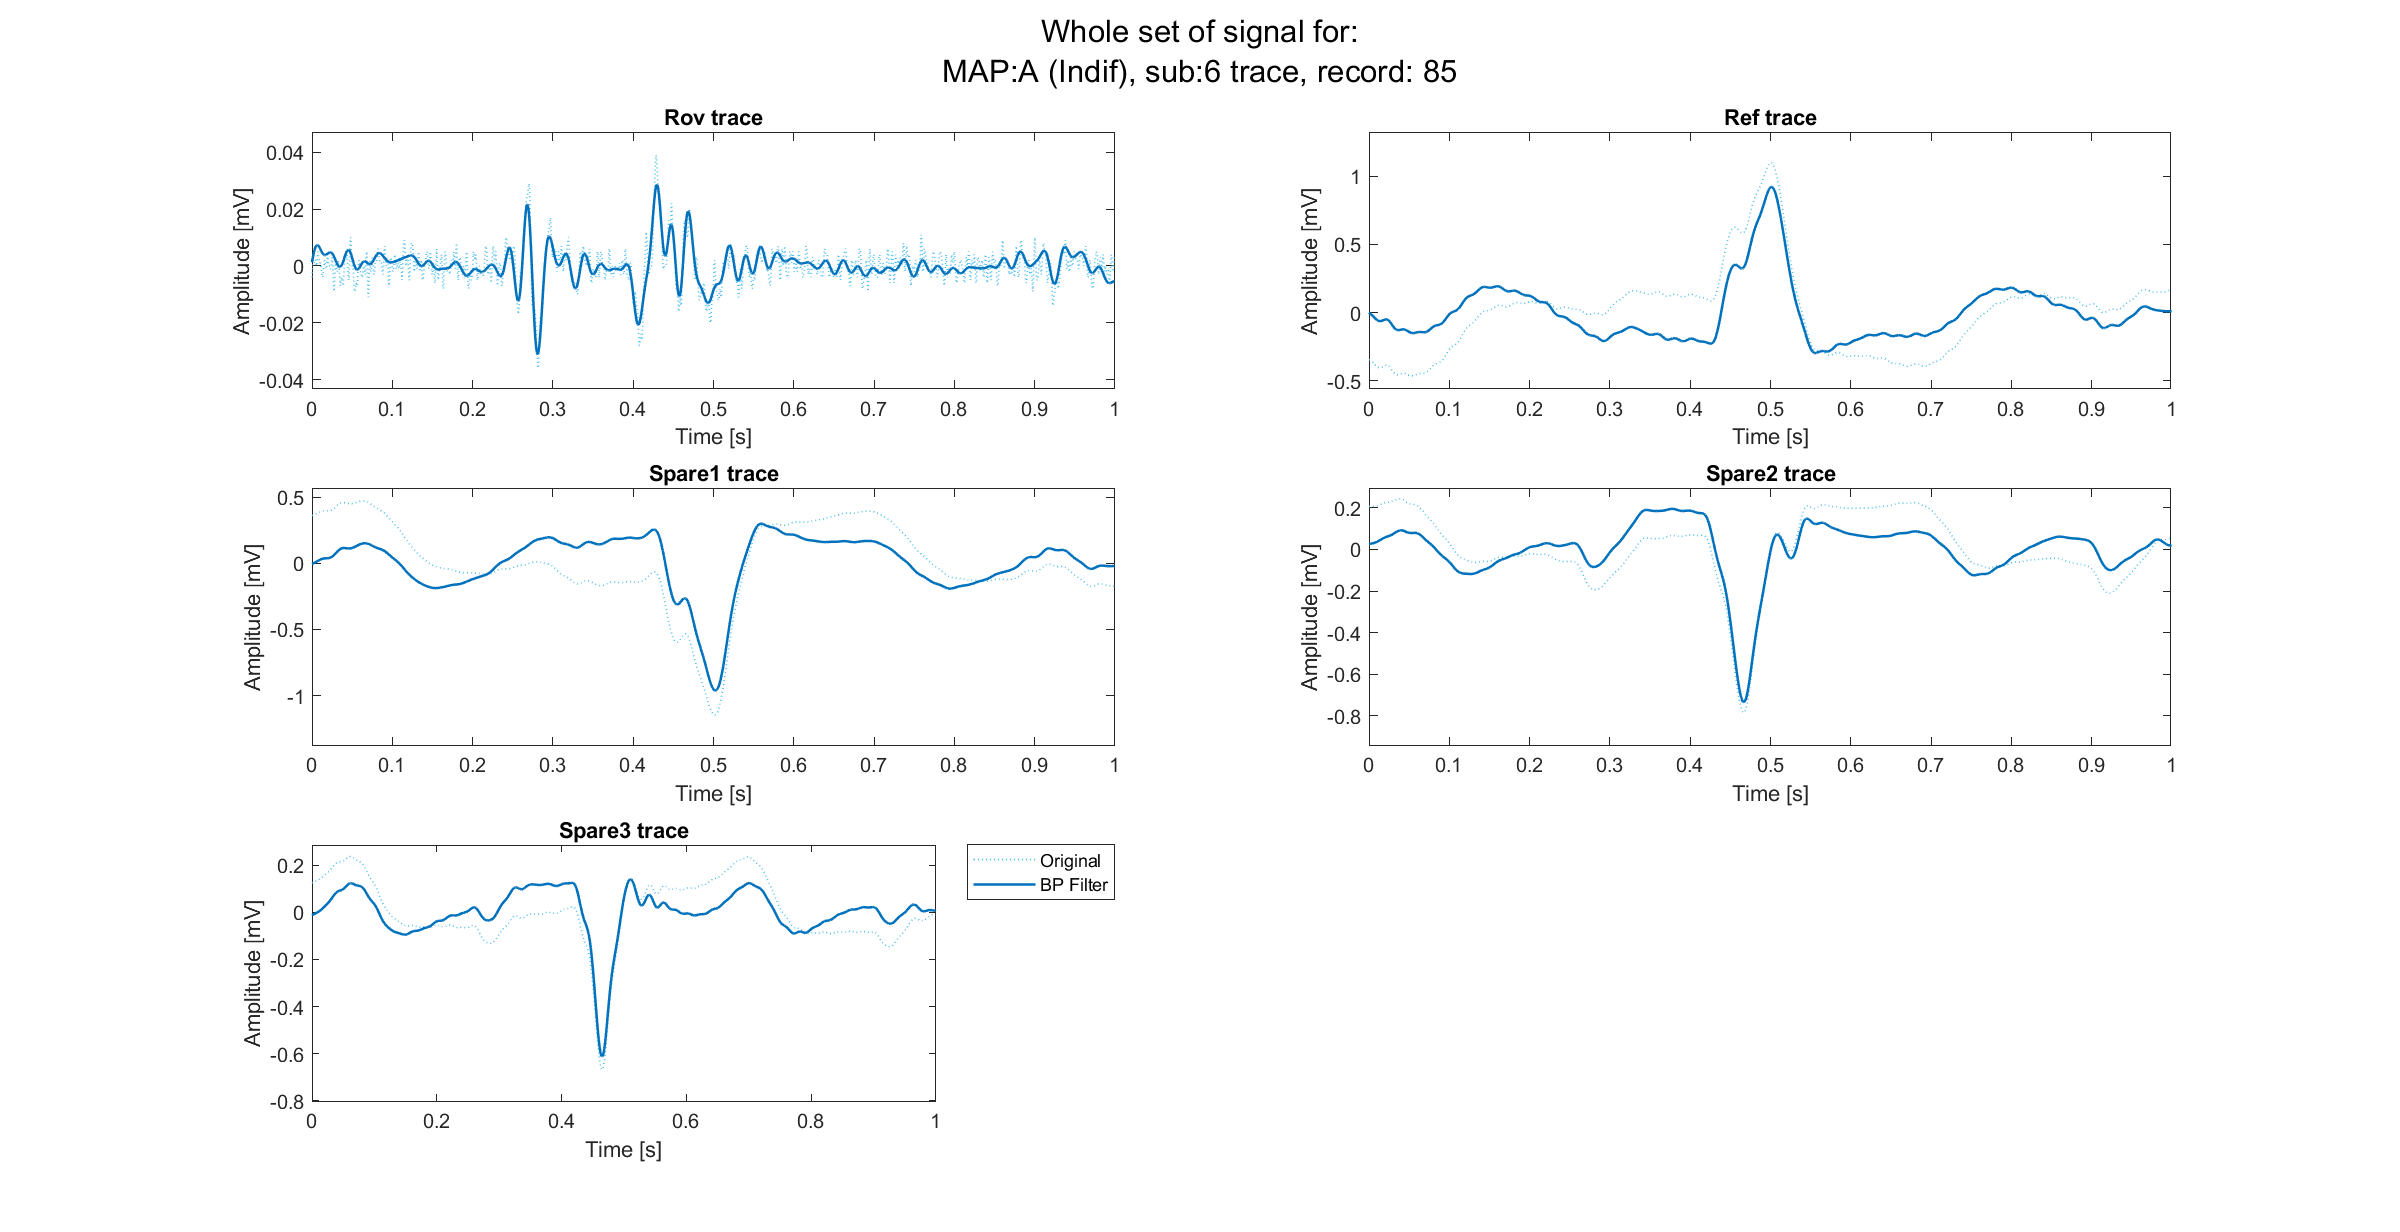 Whole set of signal for:
MAP:A (Indif), sub:6 trace, record: 85
Rov trace
Amplitude [mV]
0.04
0.02
0
-0.02
-0.04
0 0.1 0.2 0.3 0.4 0.5 0.6 0.7 0.8 0.9 1
Time [s]
Ref trace
Amplitude [mV]
1
0.5
0
-0.5
0 0.1 0.2 0.3 0.4 0.5 0.6 0.7 0.8 0.9 1
Time [s]
Spare1 trace
Amplitude [mV]
0.5
0
-0.5
-1
0 0.1 0.2 0.3 0.4 0.5 0.6 0.7 0.8 0.9 1
Time [s]
Spare2 trace
Amplitude [mV]
0.2
0
-0.2
-0.4
-0.6
-0.8
0 0.1 0.2 0.3 0.4 0.5 0.6 0.7 0.8 0.9 1
Time [s]
Spare3 trace
Amplitude [mV]
0.2
0
-0.2
-0.4
-0.6
-0.8
0 0.2 0.4 0.6 0.8 1
Time [s]
Original
BP Filter